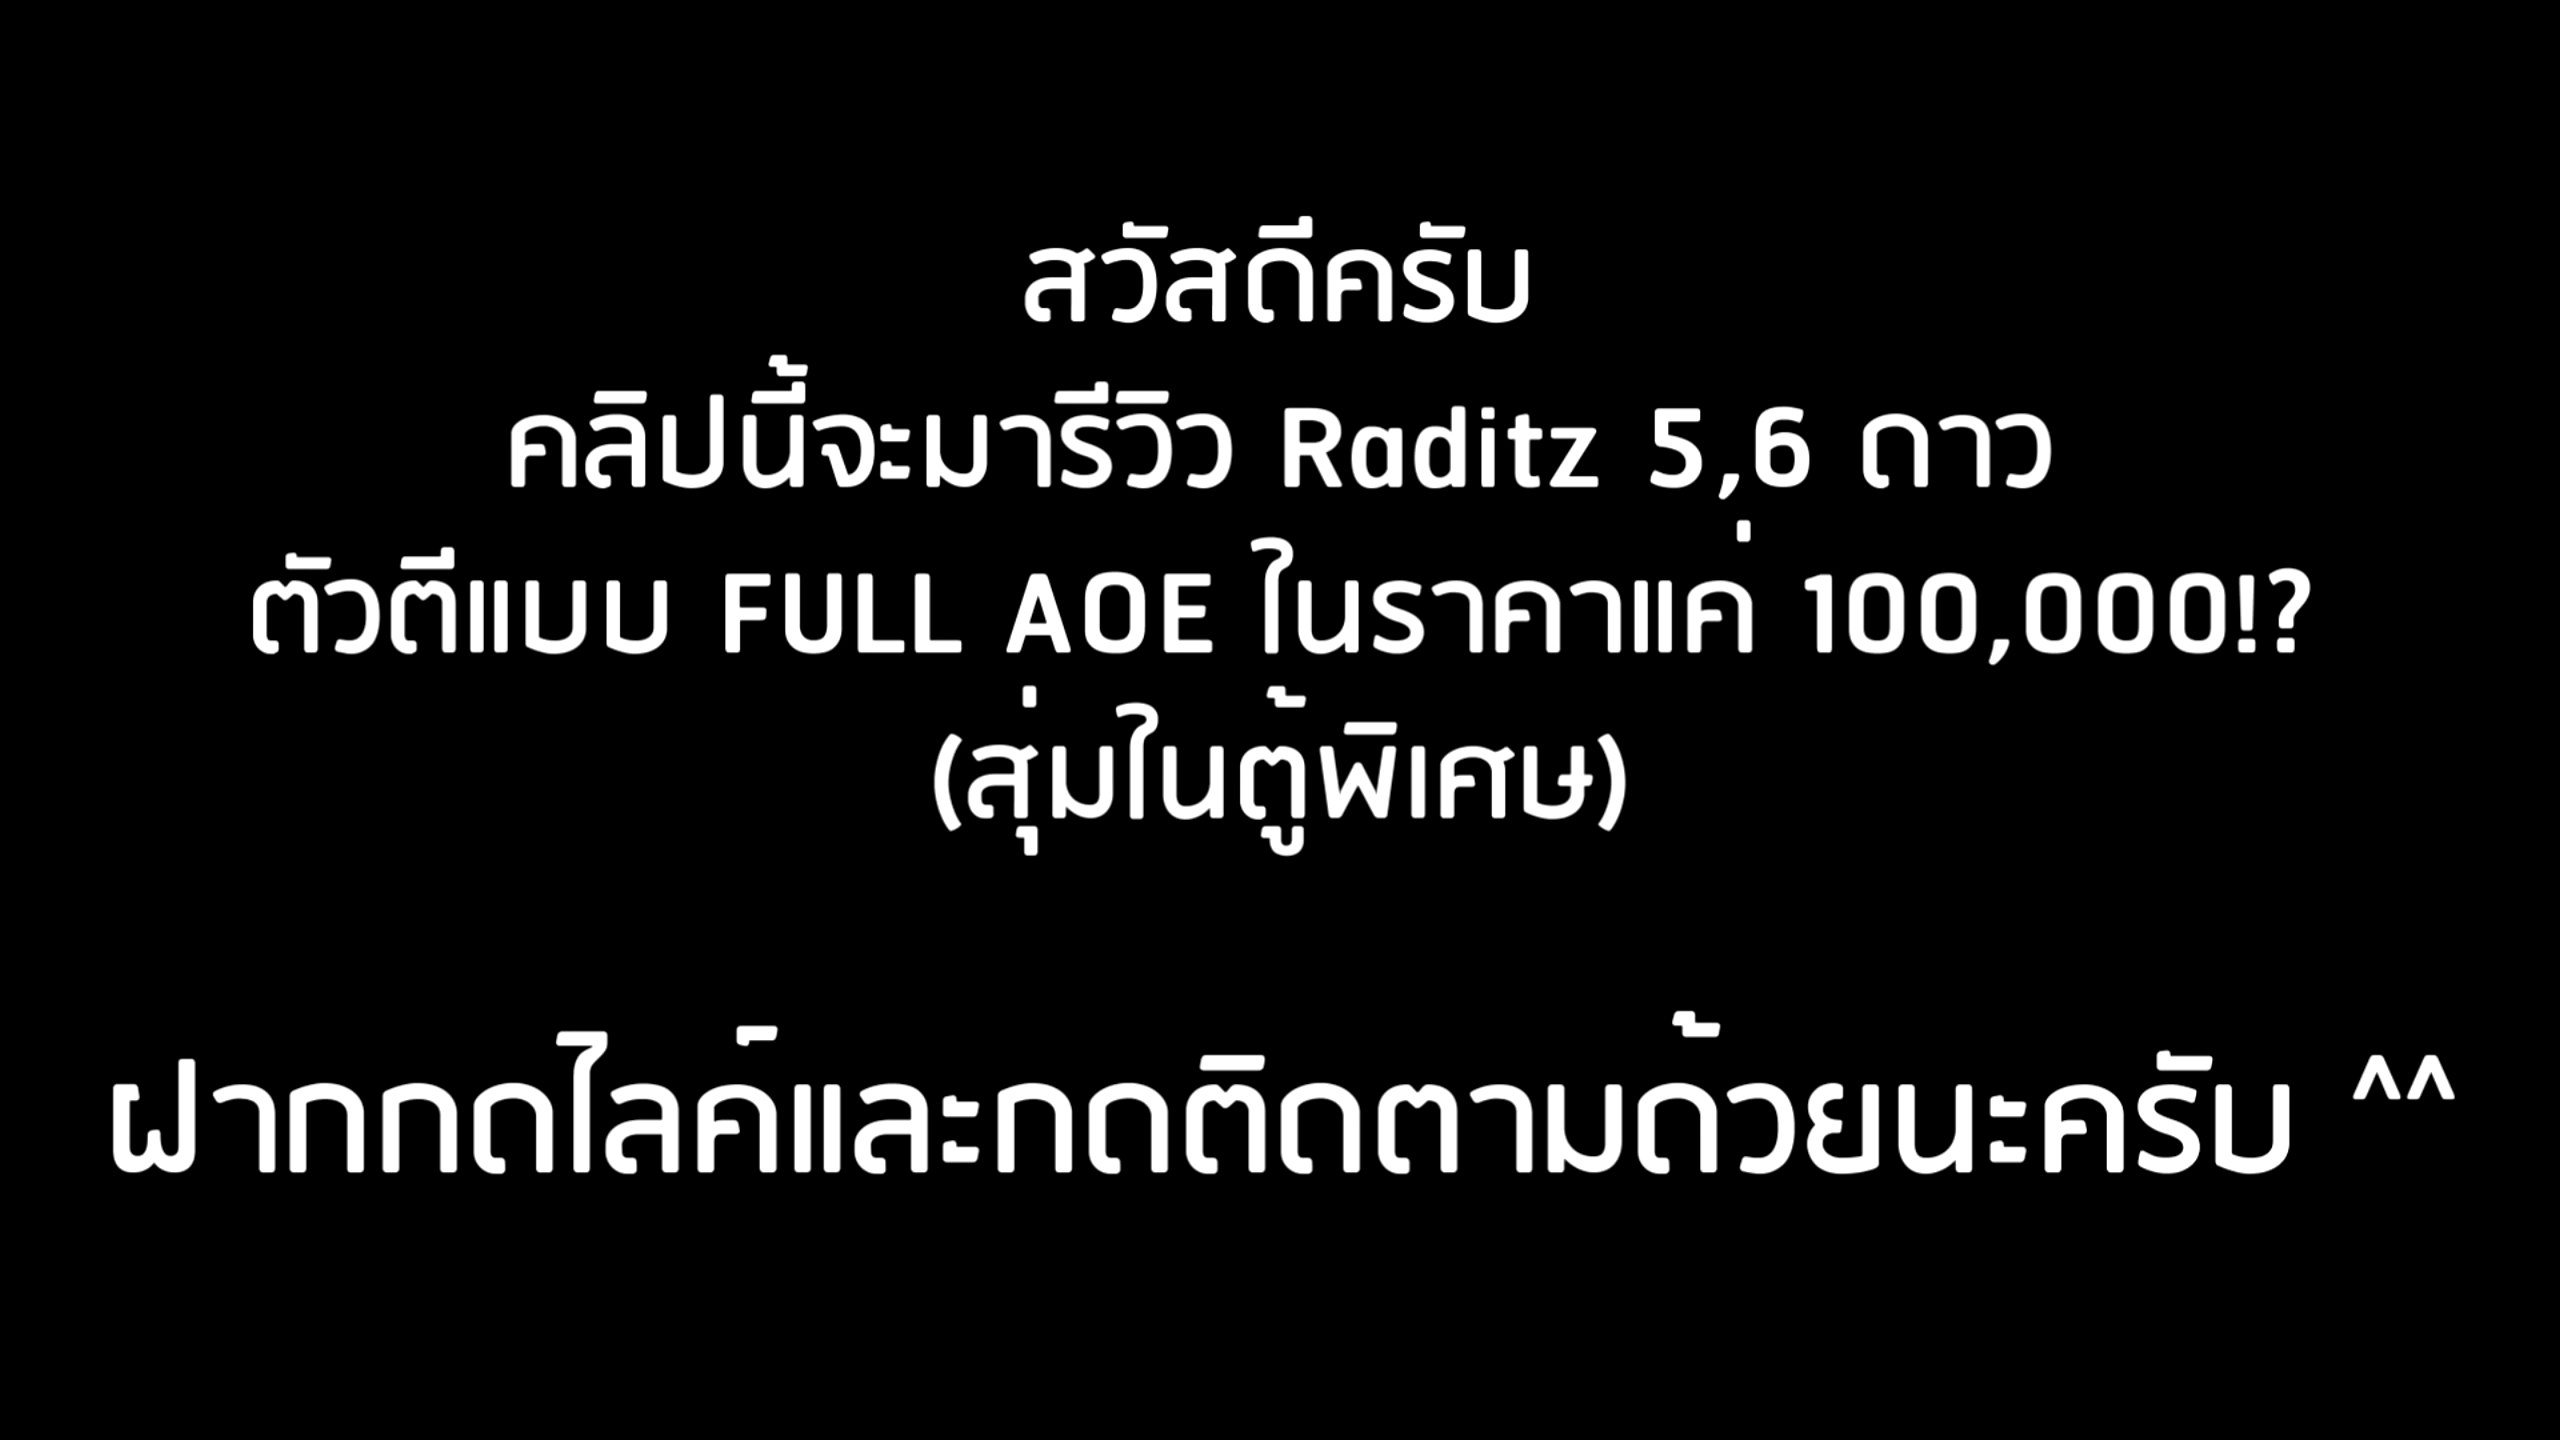 สวัสดีครับ
คลิปนี้จะมารีวิว Raditz 5,6 ดาว
ตัวตีแบบ FULL AOE ในราคาแค่ 100,000!?
(สุ่มในตู้พิเศษ)
ฝากกดไลค์และกดติดตามด้วยนะครับ ^^